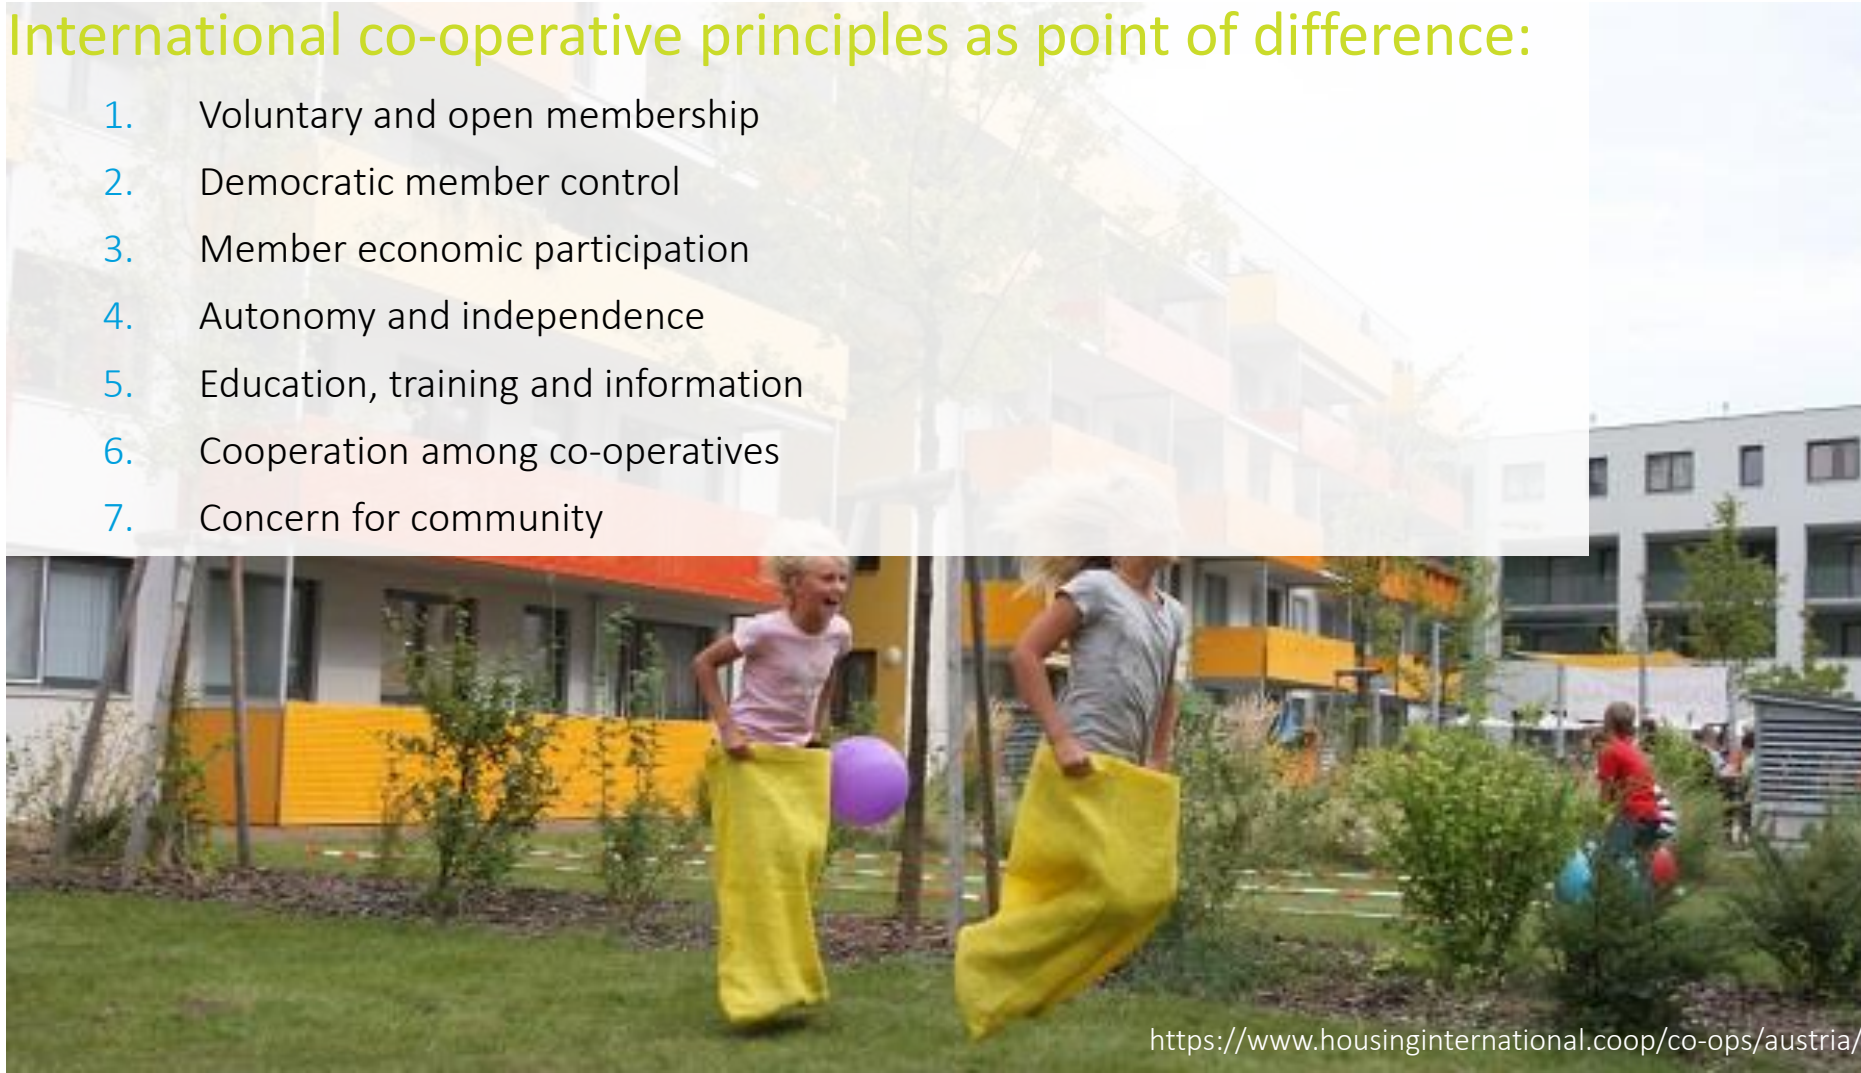 International co-operative principles as point of difference:
1. Voluntary and open membership
2. Democratic member control
3. Member economic participation
4. Autonomy and independence
5. Education, training and information
6. Cooperation among co-operatives
7. Concern for community
https://www.housinginternational.coop/co-ops/austria/